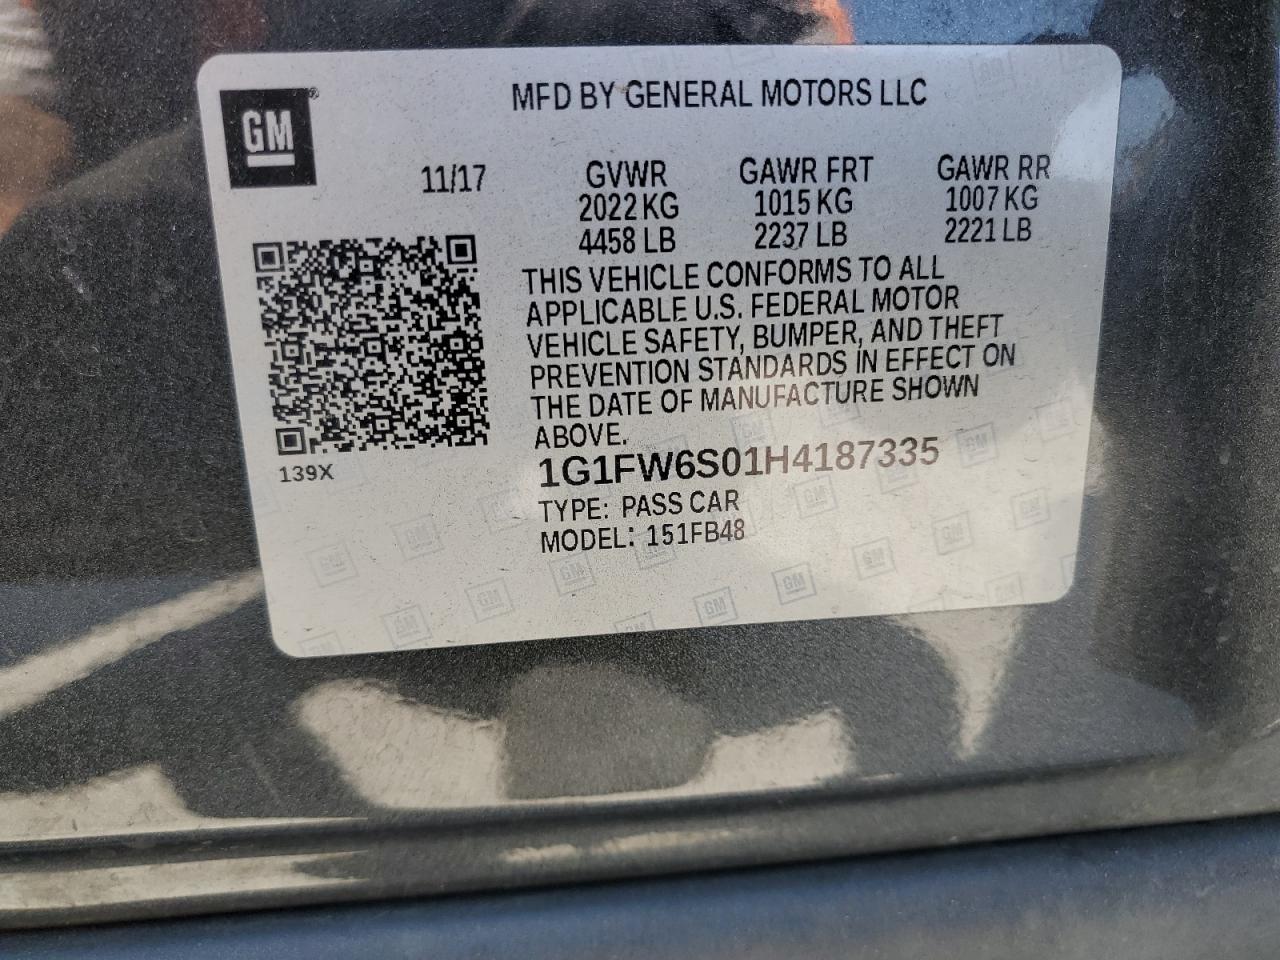 MFD BY GENERAL MOTORS LLC
GM
11/17
GVWR
2022 KG
4458 LB
GAWR FRT
1015 KG
2237 LB
GAWR RR
1007 KG
2221 LB
THIS VEHICLE CONFORMS TO ALL
APPLICABLE U.S. FEDERAL MOTOR
VEHICLE SAFETY, BUMPER, AND THEFT
PREVENTION STANDARDS IN EFFECT ON
THE DATE OF MANUFACTURE SHOWN
ABOVE.
139X
1G1FW6S01H4187335
TYPE: PASS CAR
MODEL: 151FB48